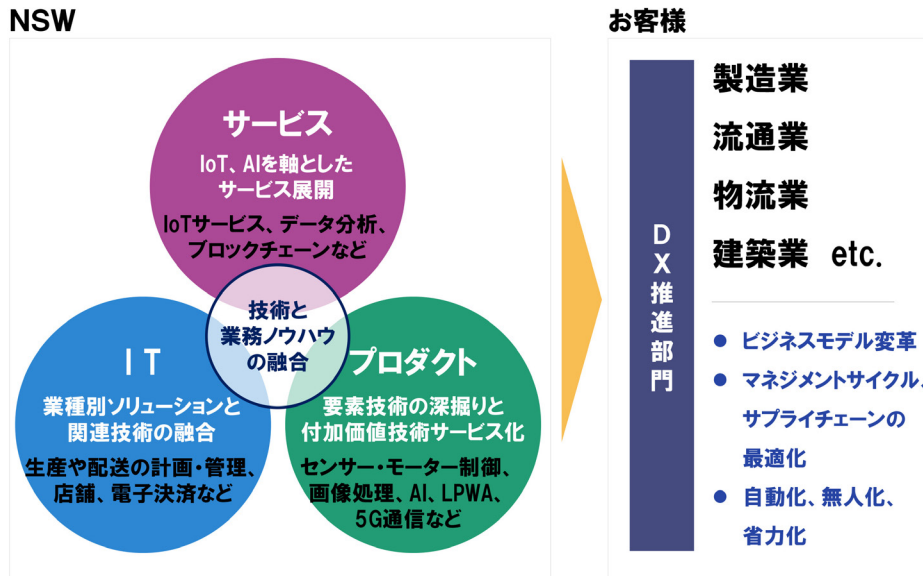 NSW
サービス
IoT、AIを軸とした
サービス展開
IoTサービス、データ分析、
ブロックチェーンなど
技術と
業務ノウハウ
の融合
IT
業種別ソリューションと
関連技術の融合
生産や配送の計画・管理、
店舗、電子決済など
プロダクト
要素技術の深掘りと
付加価値技術サービス化
センサー・モーター制御、
画像処理、AI、LPWA、
5G通信など
お客様
DX推進部門
製造業
流通業
物流業
建築業 etc.
● ビジネスモデル変革
● マネジメントサイクル、
サプライチェーンの
最適化
● 自動化、無人化、
省力化